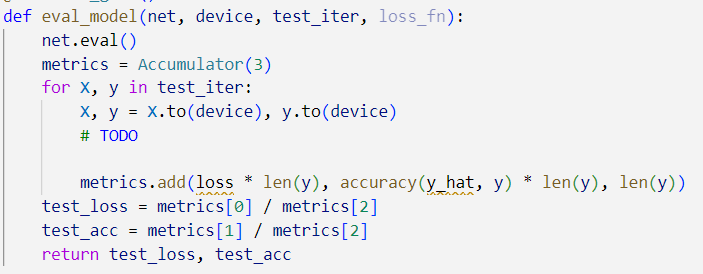 def eval_model(net, device, test_iter, loss_fn):
    net.eval()
    metrics = Accumulator(3)
    for X, y in test_iter:
        X, y = X.to(device), y.to(device)
        # TODO

        metrics.add(loss * len(y), accuracy(y_hat, y) * len(y), len(y))
    test_loss = metrics[0] / metrics[2]
    test_acc = metrics[1] / metrics[2]
    return test_loss, test_acc